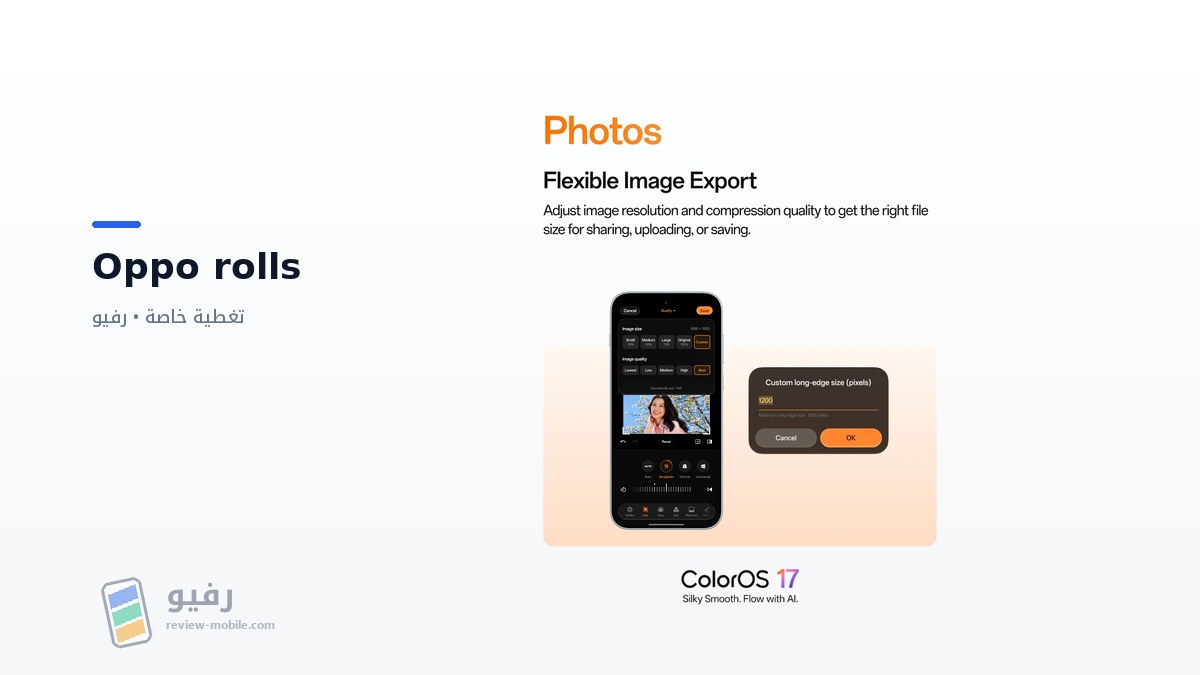 Oppo rolls
تغطية خاصة • رفيو
رفيو
review-mobile.com
Photos
Flexible Image Export
Adjust image resolution and compression quality to get the right file
size for sharing, uploading, or saving.
Cancel
Quality
Save
Image size
Small
Medium
Large
Original
Custom
Image quality
Lowest
Low
Medium
High
Best
Reset
Custom long-edge size (pixels)
1200
Cancel
OK
ColorOS 17
Silky Smooth. Flow with AI.